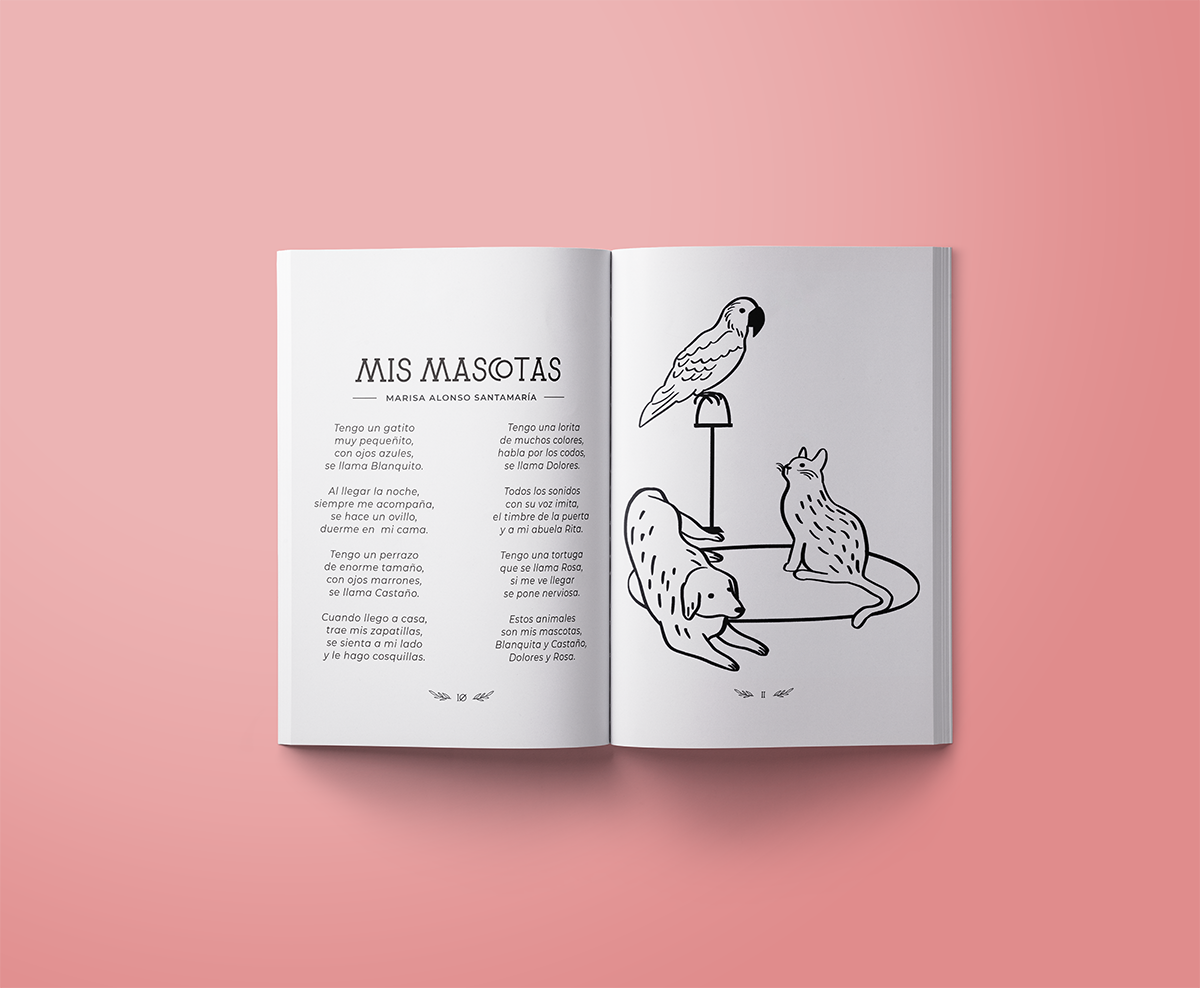 MIS MASCOTAS
MARISA ALONSO SANTAMARÍA
Tengo un gatito
muy pequeñito,
con ojos azules,
se llama Blanquito.
Al llegar la noche,
siempre me acompaña,
se hace un ovillo,
duerme en  mi cama.
Tengo un perrazo
de enorme tamaño,
con ojos marrones,
se llama Castaño.
Cuando llego a casa,
trae mis zapatillas,
se sienta a mi lado
y le hago cosquillas.
Tengo una lorita
de muchos colores,
habla por los codos,
se llama Dolores.
Todos los sonidos
con su voz imita,
el timbre de la puerta
y a mi abuela Rita.
Tengo una tortuga
que se llama Rosa,
si me ve llegar
se pone nerviosa.
Estos animales
son mis mascotas,
Blanquita y Castaño,
Dolores y Rosa.
10
11